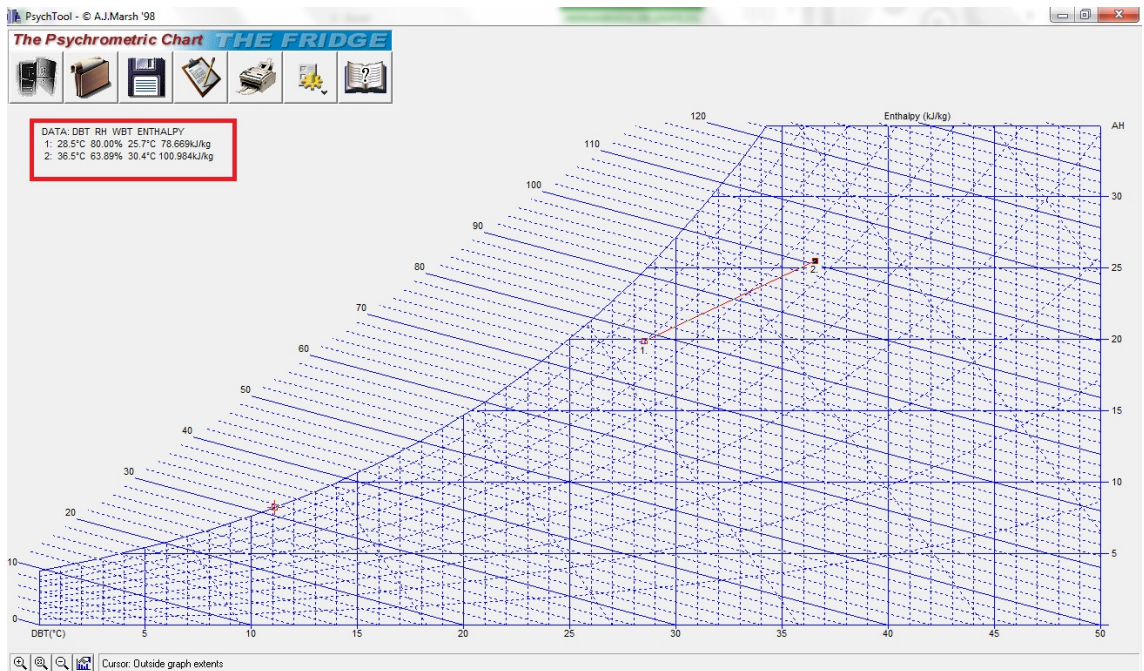 PsychTool - © A.J.Marsh '98
The Psychrometric Chart THE FRIDGE
DATA: DBT RH WBT ENTHALPY
1: 28.5°C 80.00% 25.7°C 78.669kJ/kg
2: 36.5°C 63.89% 30.4°C 100.984kJ/kg
120
Enthalpy (kJ/kg)
AH
110
100
30
90
80
2
25
70
1
20
60
50
15
40
30
10
20
10
5
0
DBT(°C) 5 10 15 20 25 30 35 40 45 50
Cursor: Outside graph extents